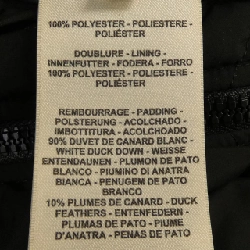 100% POLYESTER - POLIESTERE -
POLIÉSTER
DOUBLURE - LINING -
INNENFUTTER - FODERA - FORRO
100% POLYESTER - POLIESTERE -
POLIÉSTER
REMBOURRAGE - PADDING -
POLSTERUNG - ACOLCHADO -
IMBOTTITURA - ACOLCHADO
90% DUVET DE CANARD BLANC -
WHITE DUCK DOWN - WEISSE
ENTENDAUNEN - PLUMON DE PATO
BLANCO - PIUMINO DI ANATRA
BIANCA - PENUGEM DE PATO
BRANCO
10% PLUMES DE CANARD - DUCK
FEATHERS - ENTENFEDERN -
PLUMAS DE PATO - PIUME
D'ANATRA - PENAS DE PATO